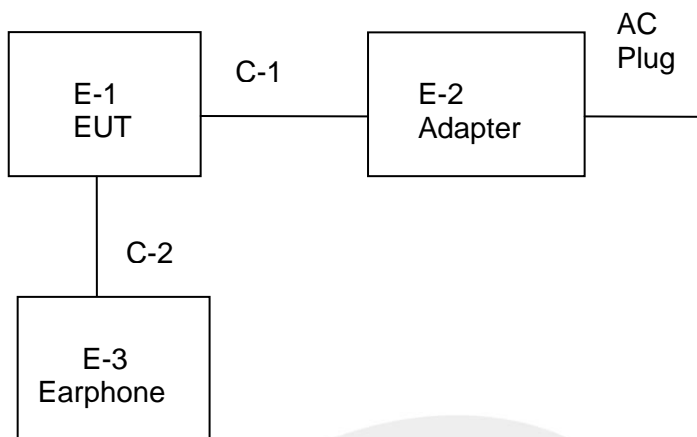 AC
Plug
C-1
E-1
EUT
E-2
Adapter
C-2
E-3
Earphone